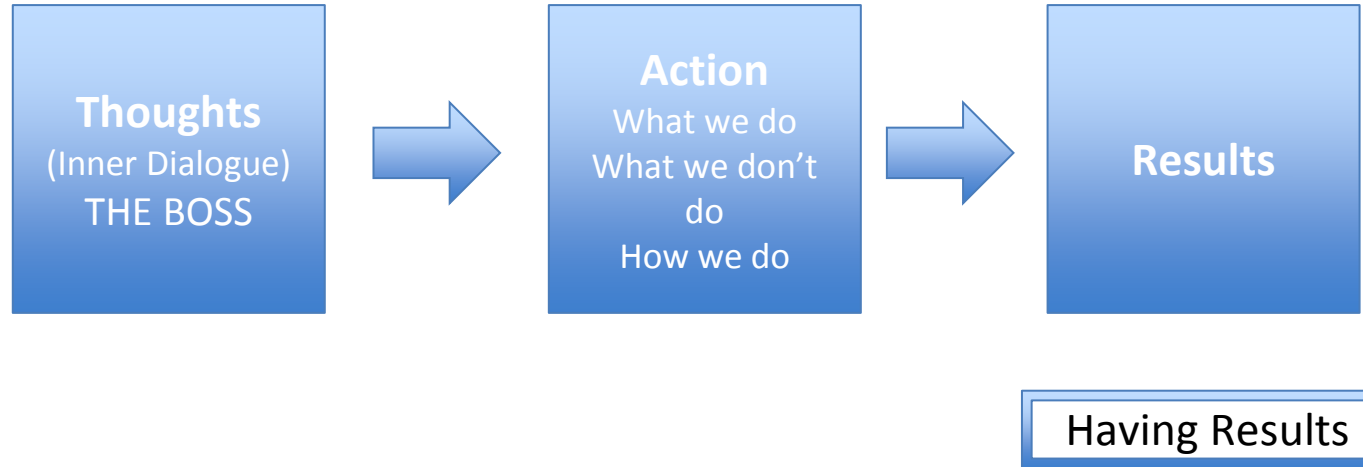 Thoughts
(Inner Dialogue)
THE BOSS
Action
What we do
What we don’t
do
How we do
Results
Having Results